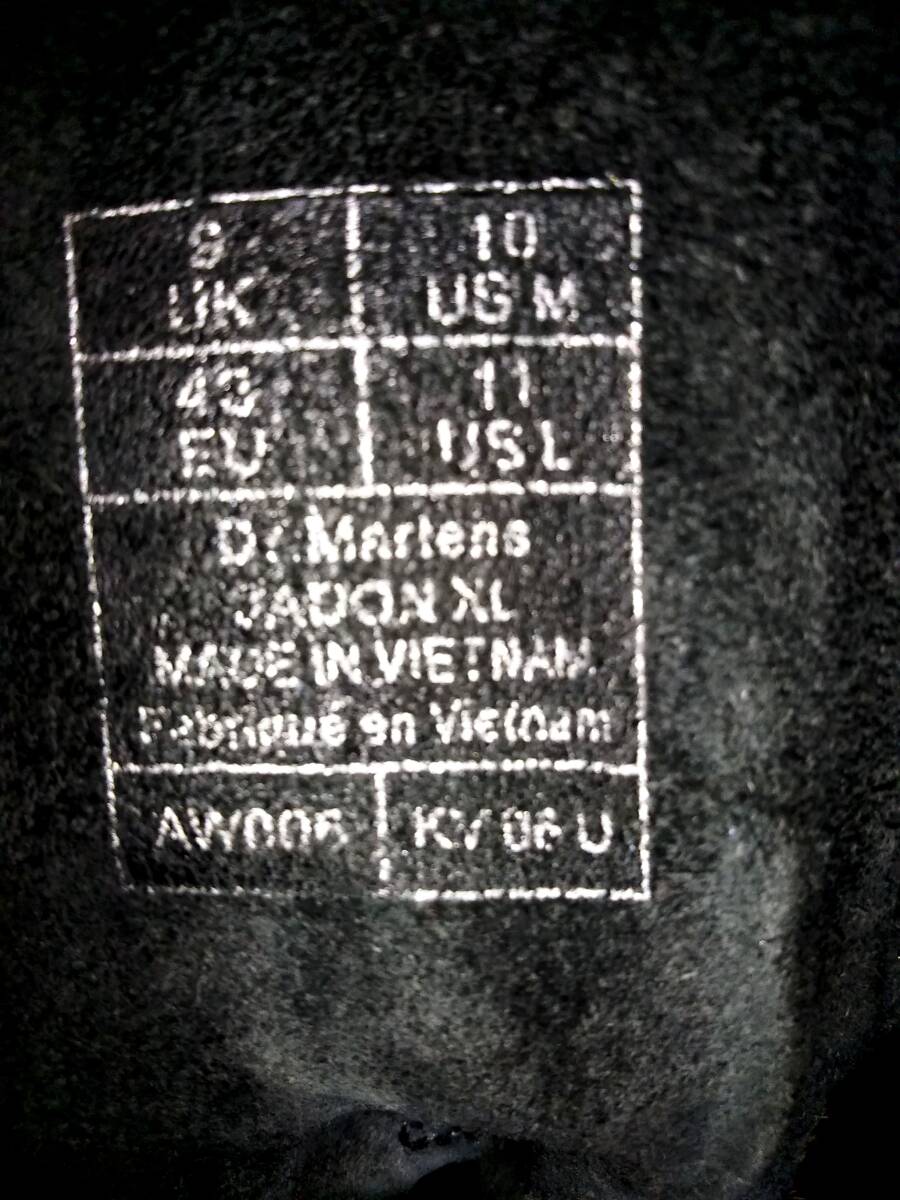 9
UK
10
US M
43
EU
11
US L
Dr. Martens
JADON XL
MADE IN VIETNAM
Fabriqué en Vietnam
AW006
KV 06 U